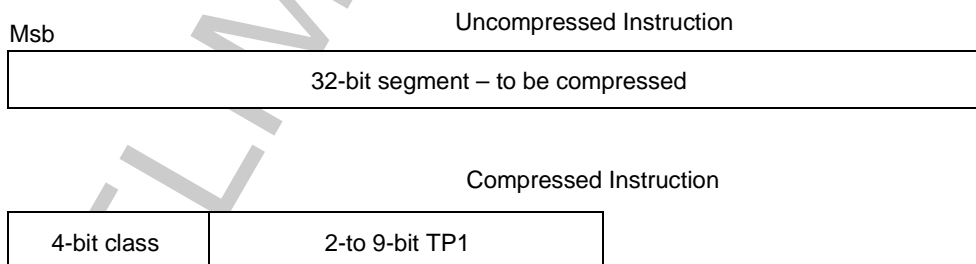 Uncompressed Instruction
Msb
32-bit segment – to be compressed
Compressed Instruction
4-bit class
2-to 9-bit TP1